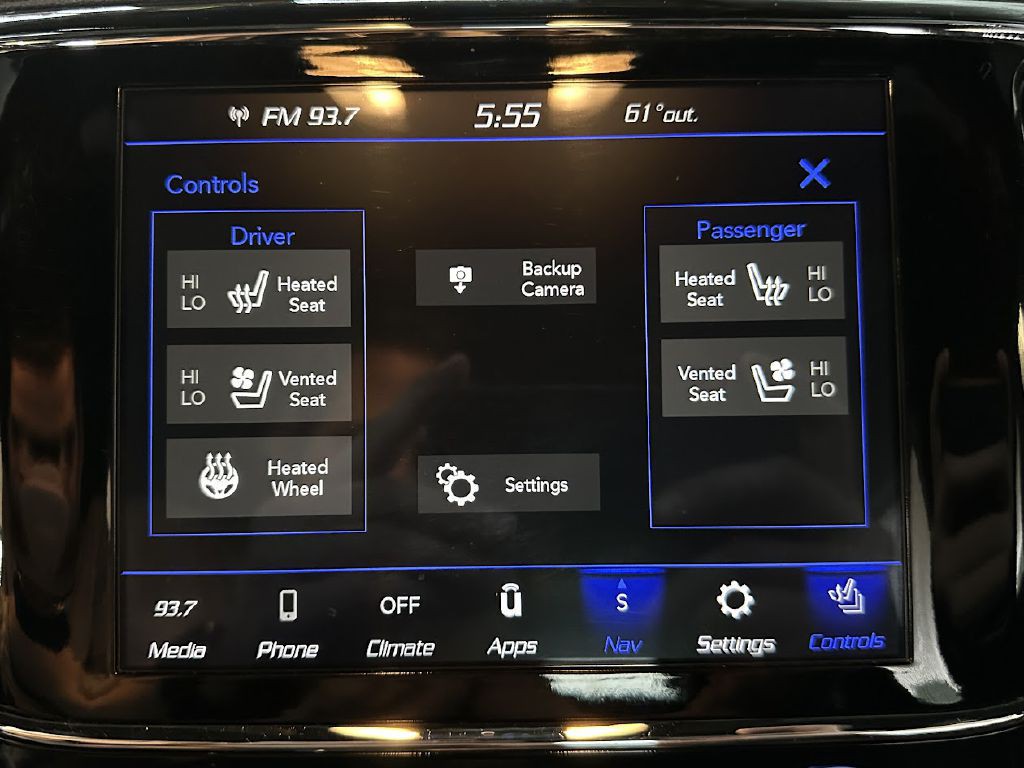 FM 93.7 5:55 61°out.
Controls
Driver
HI
LO
Heated
Seat
HI
LO
Vented
Seat
Heated
Wheel
Backup
Camera
Settings
Passenger
Heated
Seat
HI
LO
Vented
Seat
HI
LO
93.7
Media
Phone
OFF
Climate
Apps
S
Nav
Settings
Controls